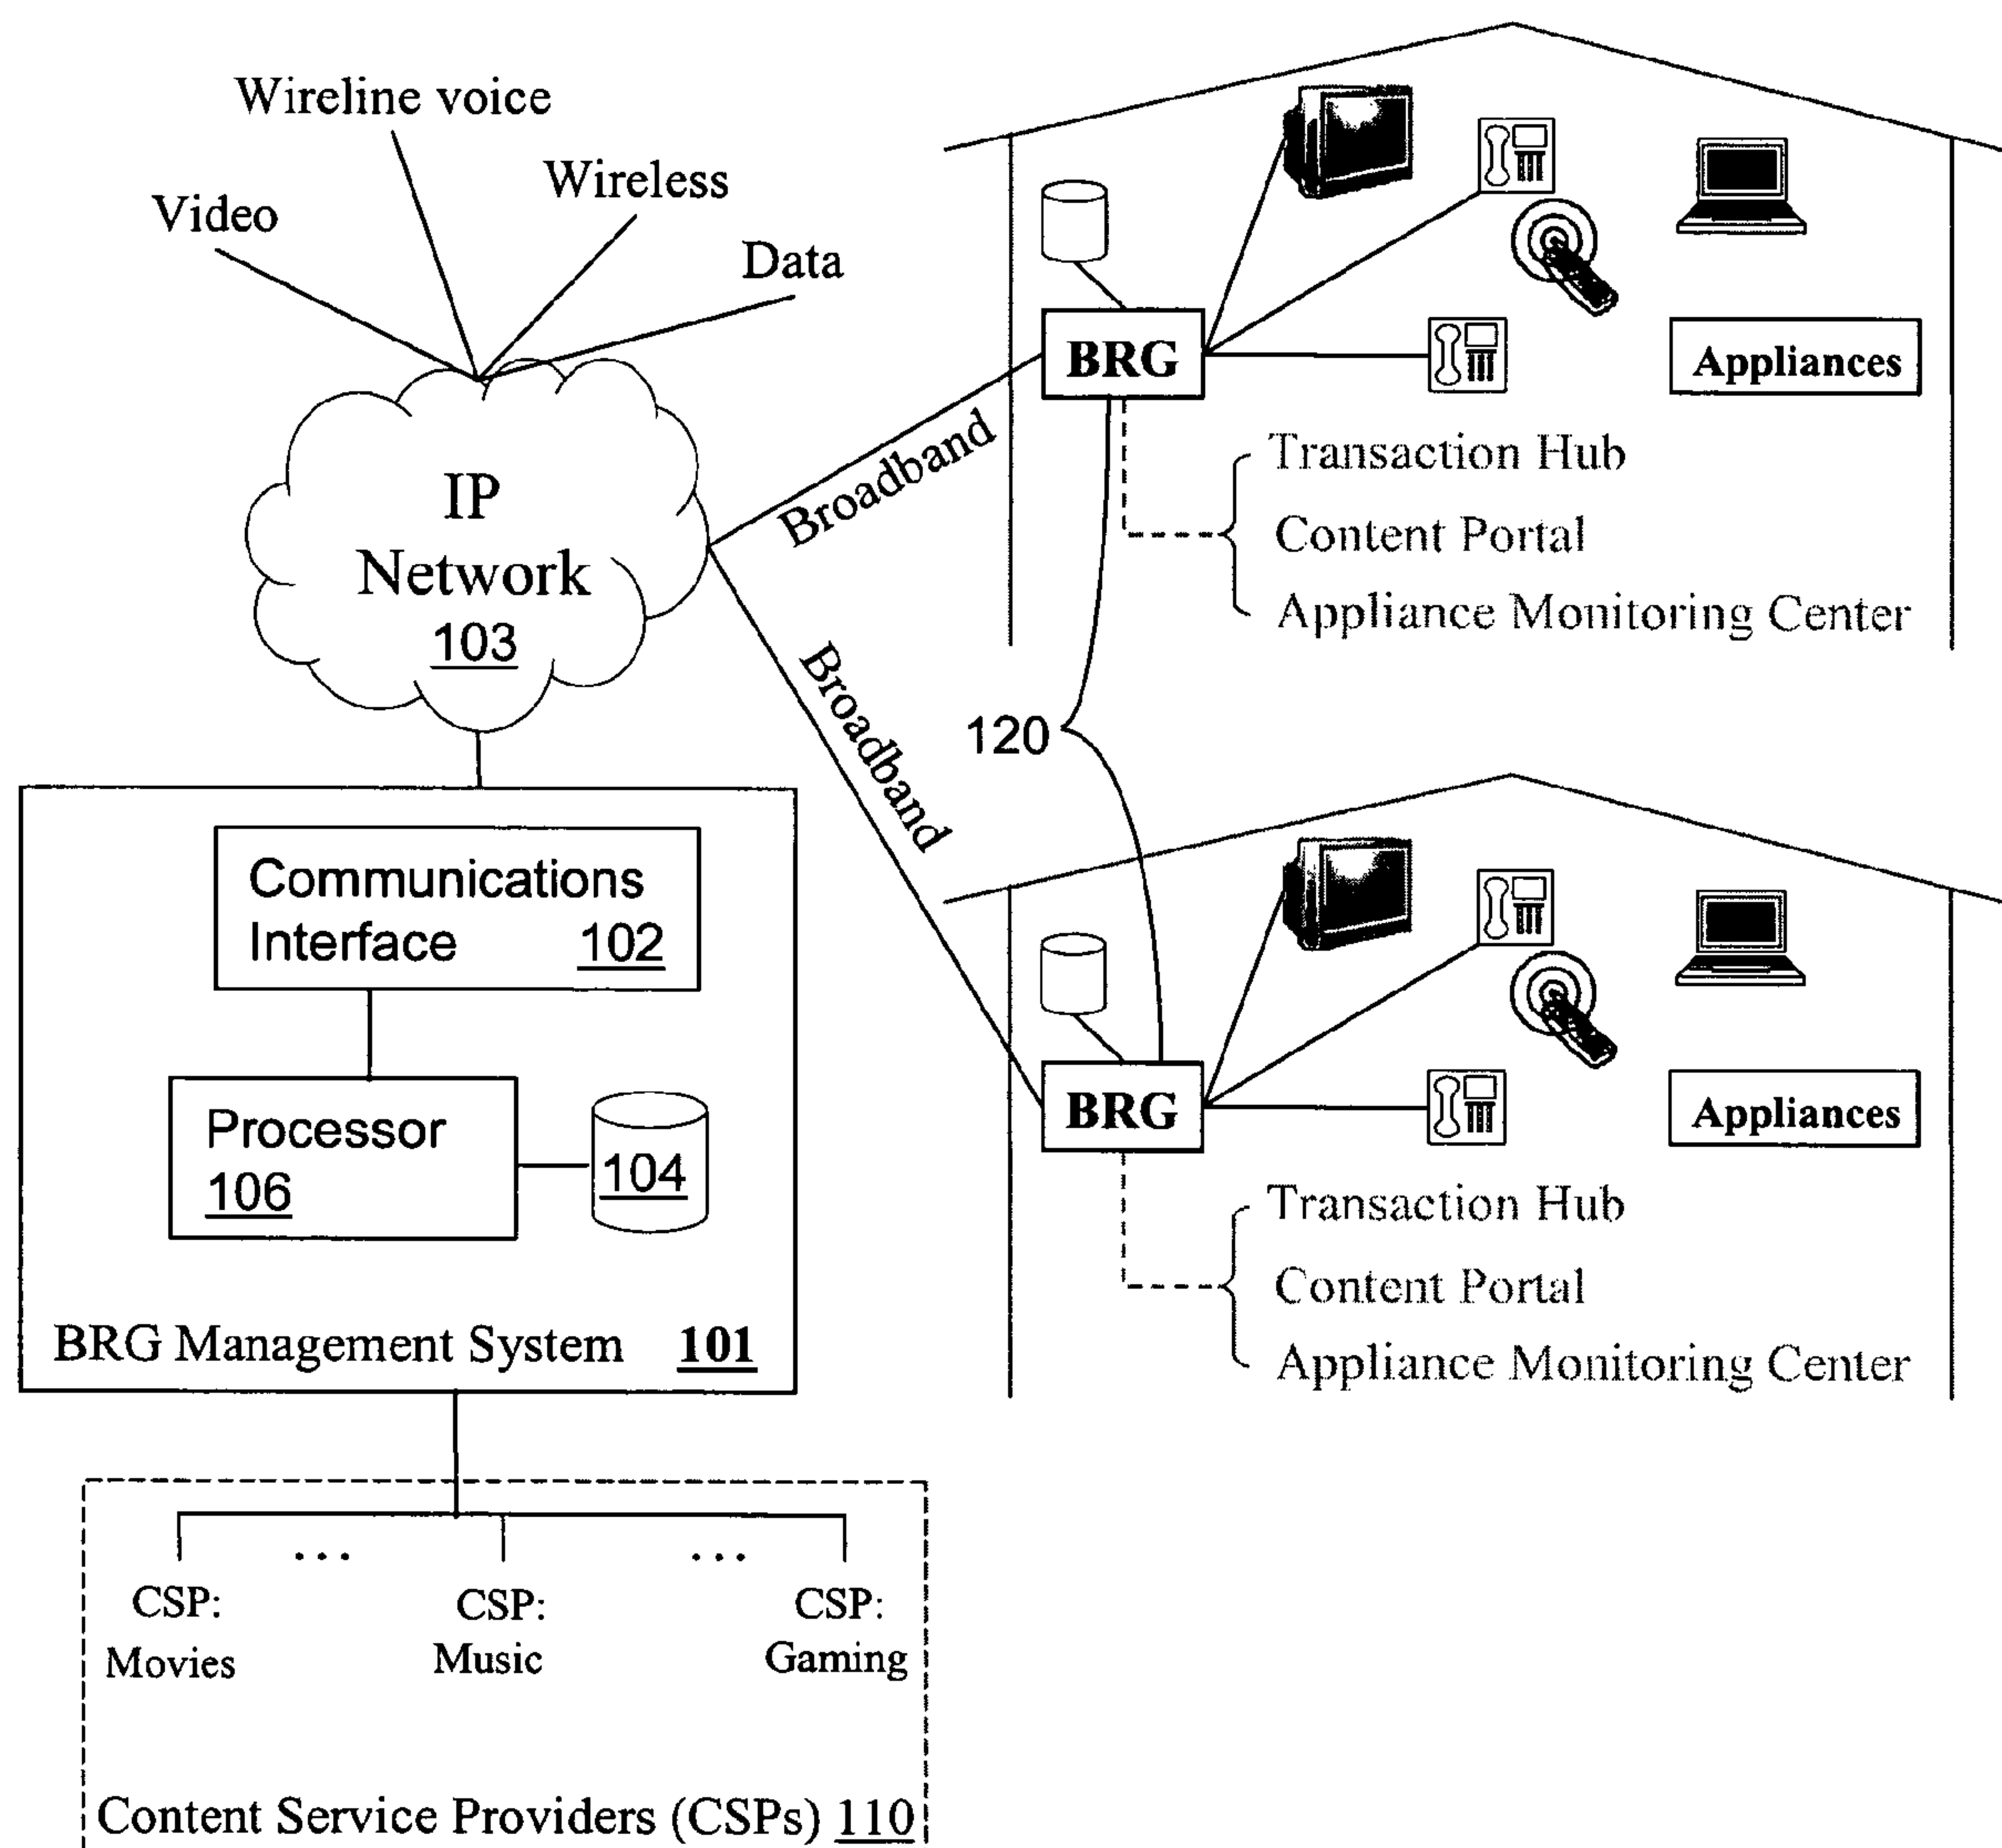 Wireline voice
Wireless
Video
Data
IP
Network
103
Broadband
Broadband
BRG
Appliances
Transaction Hub
Content Portal
Appliance Monitoring Center
120
BRG
Appliances
Transaction Hub
Content Portal
Appliance Monitoring Center
Communications
Interface 102
Processor
106
104
BRG Management System 101
... ...
CSP:
Movies
CSP:
Music
CSP:
Gaming
Content Service Providers (CSPs) 110